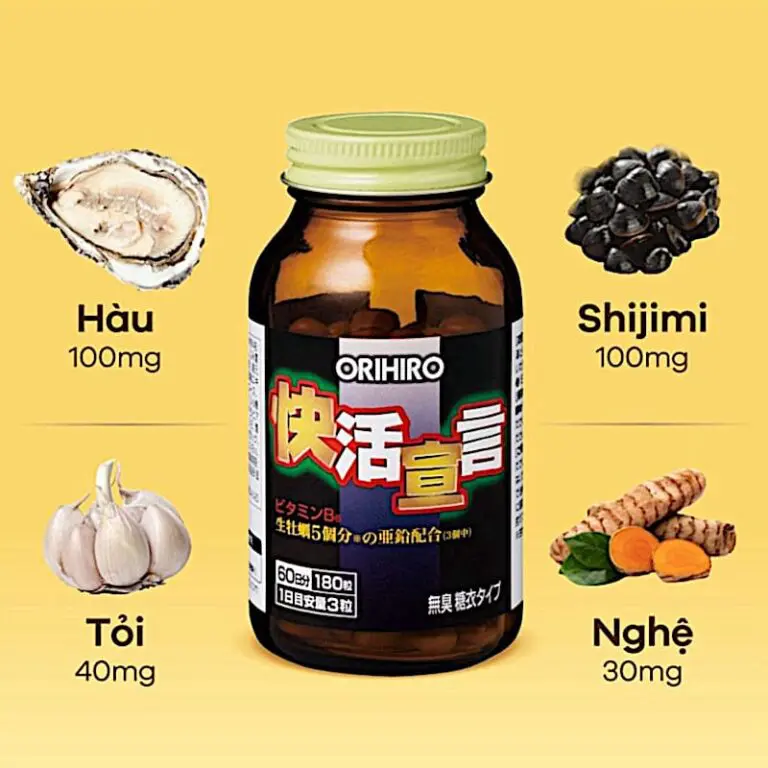 Hàu
100mg
Shijimi
100mg
ORIHIRO
快活宣言
ビタミンB6
生牡蠣5個分※の亜鉛配合(3粒中)
60日分 180粒
1日目安量3粒
無臭 糖衣タイプ
Tỏi
40mg
Nghệ
30mg